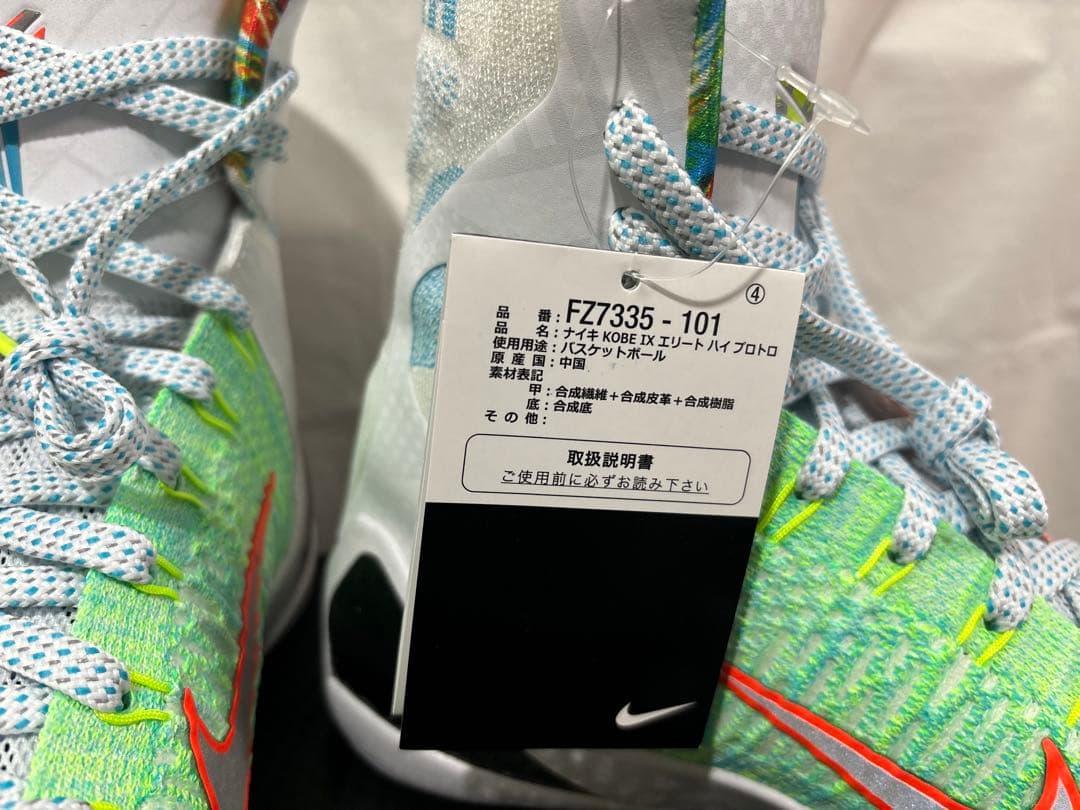 ④
品番：FZ7335 - 101
品名：ナイキ KOBE IX エリート ハイ プロトロ
使用用途：バスケットボール
原産国：中国
素材表記
甲：合成繊維＋合成皮革＋合成樹脂
底：合成底
その他：
取扱説明書
ご使用前に必ずお読み下さい